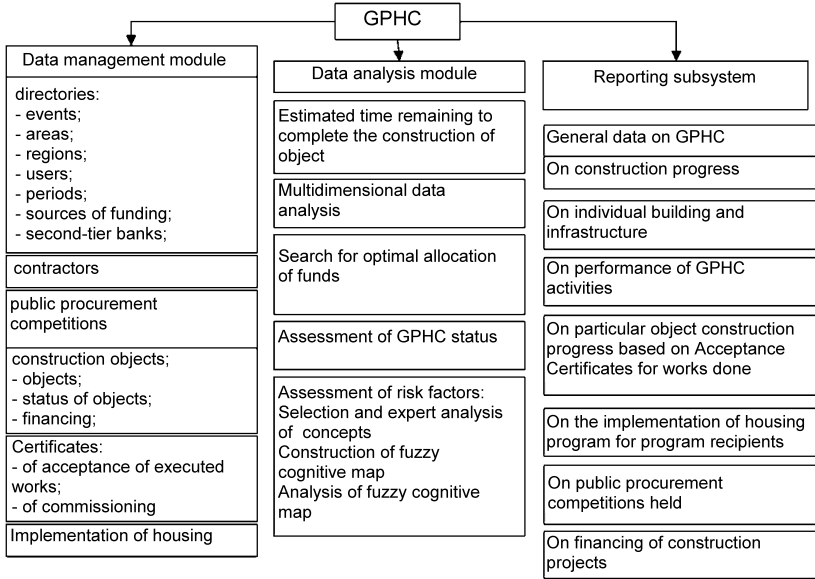 GPHC
Data management module
directories:
- events;
- areas;
- regions;
- users;
- periods;
- sources of funding;
- second-tier banks;
contractors
public procurement
competitions
construction objects;
- objects;
- status of objects;
- financing;
Certificates:
- of acceptance of executed
works;
- of commissioning
Implementation of housing
Data analysis module
Estimated time remaining to
complete the construction of
object
Multidimensional data
analysis
Search for optimal allocation
of funds
Assessment of GPHC status
Assessment of risk factors:
Selection and expert analysis
of concepts
Construction of fuzzy
cognitive map
Analysis of fuzzy cognitive
map
Reporting subsystem
General data on GPHC
On construction progress
On individual building and
infrastructure
On performance of GPHC
activities
On particular object construction
progress based on Acceptance
Certificates for works done
On the implementation of housing
program for program recipients
On public procurement
competitions held
On financing of construction
projects